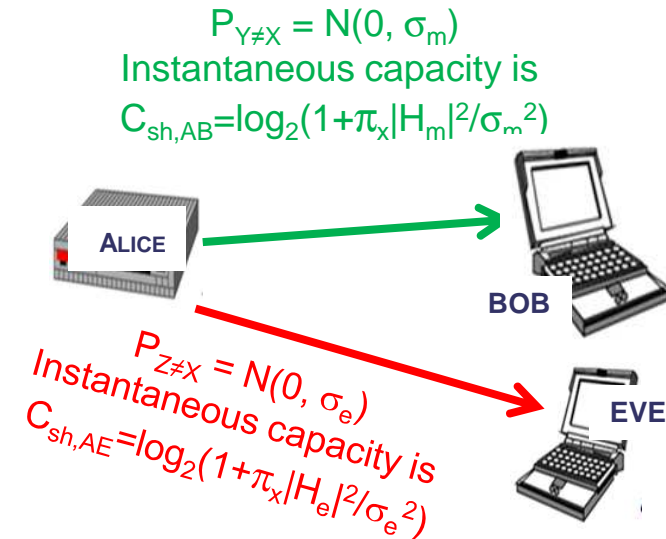 P_{Y≠X} = N(0, σ_m)
Instantaneous capacity is
C_{sh,AB}=log_2(1+π_x|H_m|^2/σ_m^2)
ALICE
BOB
P_{Z≠X} = N(0, σ_e)
Instantaneous capacity is
C_{sh,AE}=log_2(1+π_x|H_e|^2/σ_e^2)
EVE